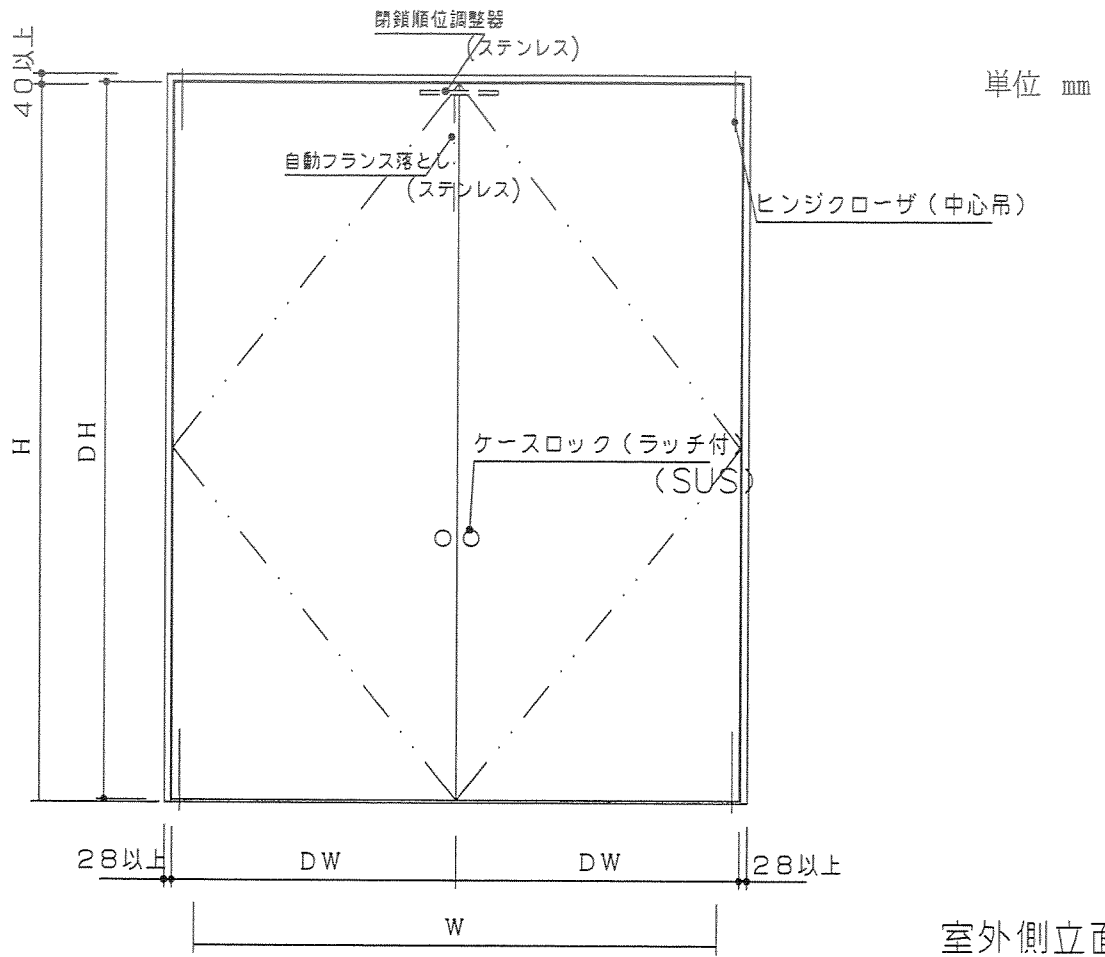 閉鎖順位調整器
(ステンレス)
40以上
単位 mm
自動フランス落とし
(ステンレス)
ヒンジクローザ(中心吊)
H
DH
ケースロック(ラッチ付
(SUS)
28以上
DW
DW
28以上
W
室外側立面